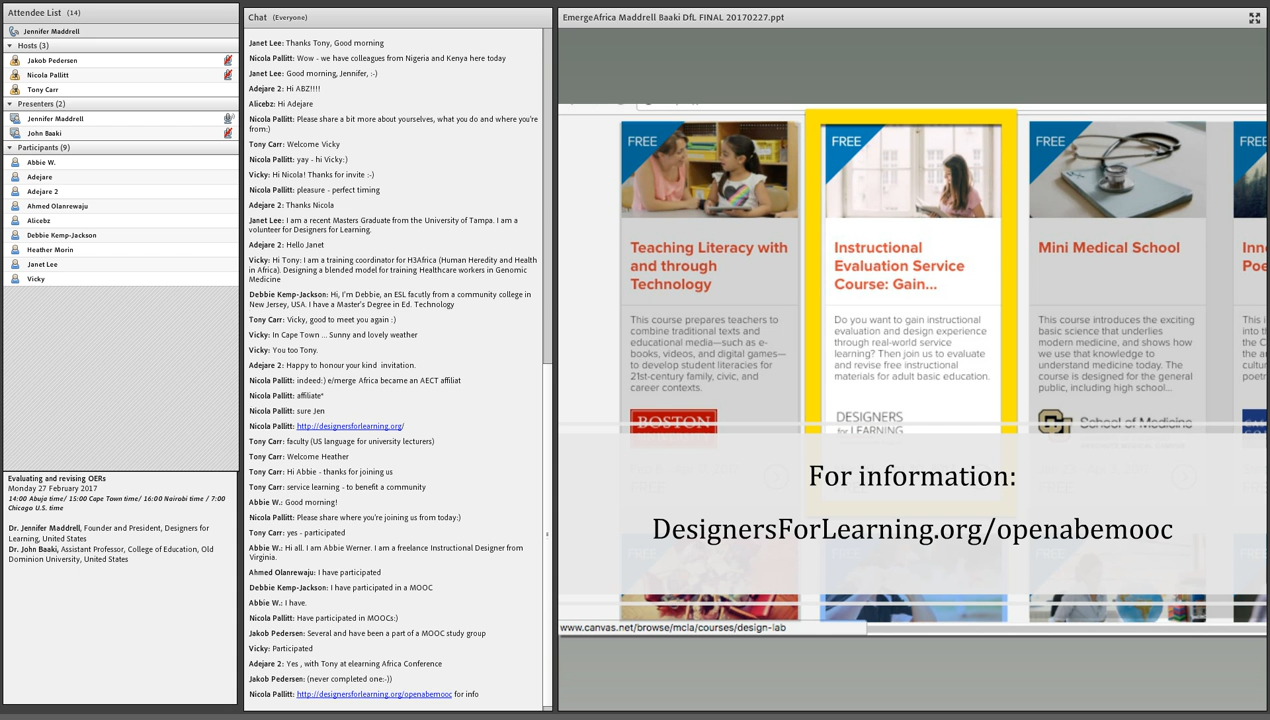 Attendee List (14)
Jennifer Maddrell
Hosts (3)
Jakob Pedersen
Nicola Pallitt
Tony Carr
Presenters (2)
Jennifer Maddrell
John Baaki
Participants (9)
Abbie W.
Adejare
Adejare 2
Ahmed Olanrewaju
Alicebz
Debbie Kemp-Jackson
Heather Morin
Janet Lee
Vicky
Evaluating and revising OERs
Monday 27 February 2017
14:00 Abuja time/ 15:00 Cape Town time/ 16:00 Nairobi time / 7:00
Chicago U.S. time
Dr. Jennifer Maddrell, Founder and President, Designers for
Learning, United States
Dr. John Baaki, Assistant Professor, College of Education, Old
Dominion University, United States
Chat (Everyone)
Janet Lee: Thanks Tony, Good morning
Nicola Pallitt: Wow - we have colleagues from Nigeria and Kenya here today
Janet Lee: Good morning, Jennifer, :-)
Adejare 2: Hi ABZ!!!!
Alicebz: Hi Adejare
Nicola Pallitt: Please share a bit more about yourselves, what you do and where you're
from:)
Tony Carr: Welcome Vicky
Nicola Pallitt: yay - hi Vicky:)
Vicky: Hi Nicola! Thanks for invite :-)
Nicola Pallitt: pleasure - perfect timing
Adejare 2: Thanks Nicola
Janet Lee: I am a recent Masters Graduate from the University of Tampa. I am a
volunteer for Designers for Learning.
Adejare 2: Hello Janet
Vicky: Hi Tony: I am a training coordinator for H3Africa (Human Heredity and Health
in Africa). Designing a blended model for training Healthcare workers in Genomic
Medicine
Debbie Kemp-Jackson: Hi, I'm Debbie, an ESL facutly from a community college in
New Jersey, USA. I have a Master's Degree in Ed. Technology
Tony Carr: Vicky, good to meet you again :)
Vicky: In Cape Town ... Sunny and lovely weather
Vicky: You too Tony.
Adejare 2: Happy to honour your kind invitation.
Nicola Pallitt: indeed:) e/merge Africa became an AECT affiliat
Nicola Pallitt: affiliate*
Nicola Pallitt: sure Jen
Nicola Pallitt: http://designersforlearning.org/
Tony Carr: faculty (US language for university lecturers)
Tony Carr: Welcome Heather
Tony Carr: Hi Abbie - thanks for joining us
Tony Carr: service learning - to benefit a community
Abbie W.: Good morning!
Nicola Pallitt: Please share where you're joining us from today:)
Tony Carr: yes - participated
Abbie W.: Hi all. I am Abbie Werner. I am a freelance Instructional Designer from
Virginia.
Ahmed Olanrewaju: I have participated
Debbie Kemp-Jackson: I have participated in a MOOC
Abbie W.: I have.
Nicola Pallitt: Have participated in MOOCs:)
Jakob Pedersen: Several and have been a part of a MOOC study group
Vicky: Participated
Adejare 2: Yes , with Tony at elearning Africa Conference
Jakob Pedersen: (never completed one:-))
Nicola Pallitt: http://designersforlearning.org/openabemooc for info
EmergeAfrica Maddrell Baaki DfL FINAL 20170227.ppt
FREE
Teaching Literacy with
and through
Technology
This course prepares teachers to
combine traditional texts and
educational media—such as e-
books, videos, and digital games—
to develop student literacies for
21st-century family, civic, and
career contexts.
BOSTON
FREE
Instructional
Evaluation Service
Course: Gain...
Do you want to gain instructional
evaluation and design experience
through real-world service
learning? Then join us to evaluate
and revise free instructional
materials for adult basic education.
DESIGNERS
for LEARNING
FREE
Mini Medical School
This course introduces the exciting
basic science that underlies
modern medicine, and shows how
we use that knowledge to
understand medicine today. The
course is designed for the general
public, including high school...
School of Medicine
FREE
For information:
DesignersForLearning.org/openabemooc
www.canvas.net/browse/mcla/courses/design-lab